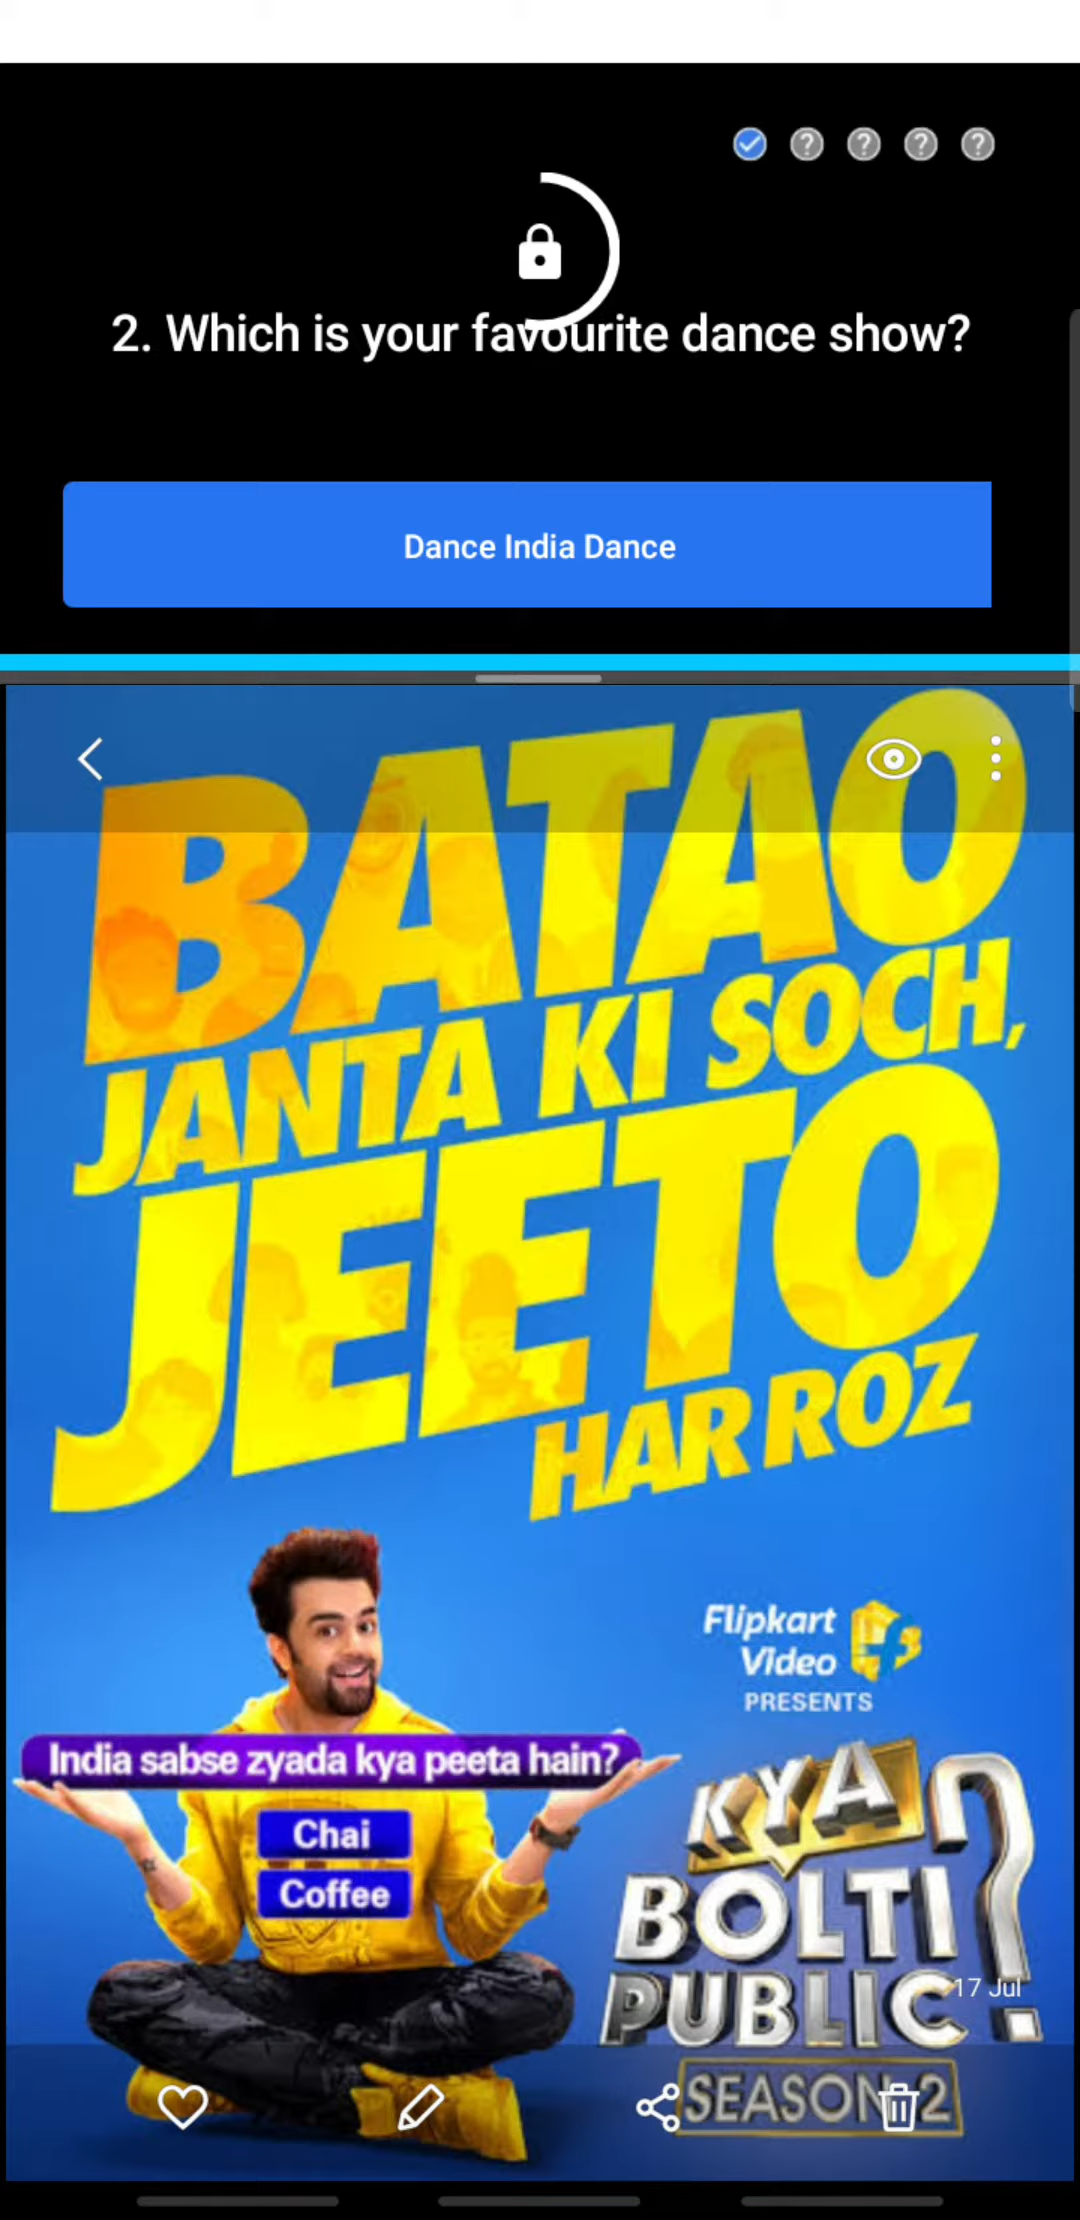 2. Which is your favourite dance show?
Dance India Dance
BATAO
JANTA KI SOCH,
JEETO
HAR ROZ
Flipkart
Video
PRESENTS
India sabse zyada kya peeta hain?
Chai
Coffee
KYA
BOLTI
PUBLIC?
17 Jul
SEASON 2